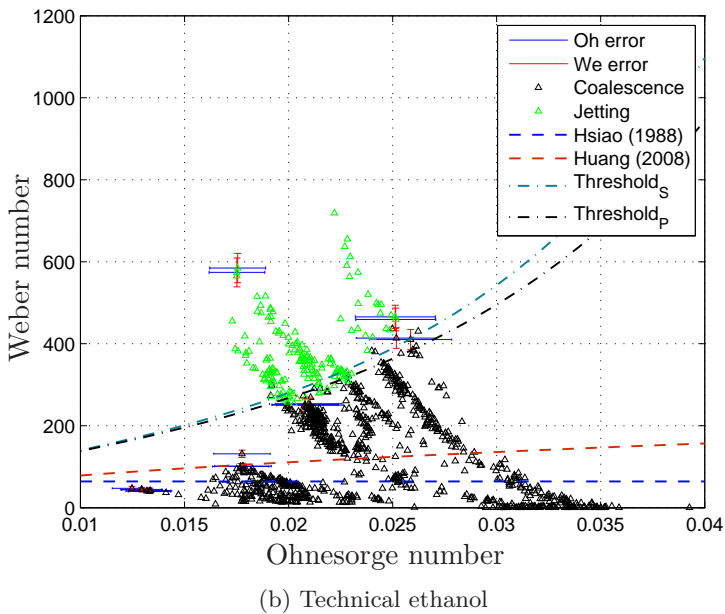 1200
1000
800
600
400
200
0
Weber number
Oh error
We error
Coalescence
Jetting
Hsiao (1988)
Huang (2008)
Threshold_S
Threshold_P
0.01 0.015 0.02 0.025 0.03 0.035 0.04
Ohnesorge number
(b) Technical ethanol